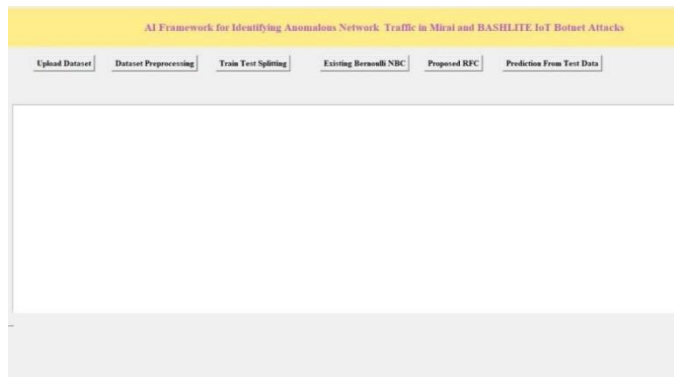 AI Framework for Identifying Anomalous Network Traffic in Mirai and BASHLITE IoT Botnet Attacks
Upload Dataset Dataset Preprocessing Train Test Splitting Existing Bernoulli NBC Proposed RFC Prediction From Test Data